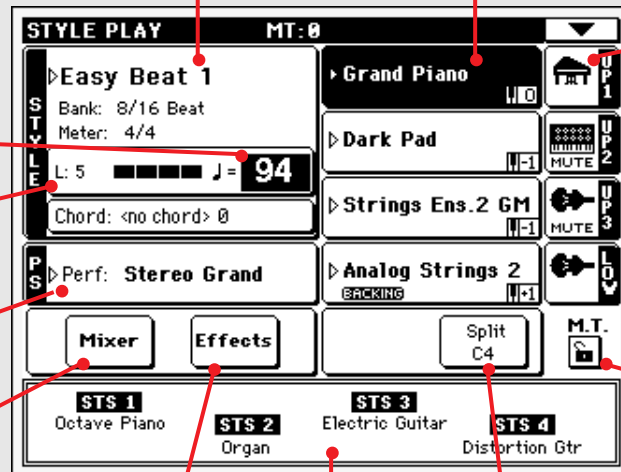 STYLE PLAY MT:0
STYLE
Easy Beat 1
Bank: 8/16 Beat
Meter: 4/4
L: 5 ♩= 94
Chord: <no chord> 0
PS
Perf: Stereo Grand
Grand Piano
0
UP1
Dark Pad
-1
MUTE
UP2
Strings Ens.2 GM
-1
MUTE
UP3
Analog Strings 2
BACKING +1
LOW
Mixer
Effects
Split
C4
M.T.
STS 1
Octave Piano
STS 2
Organ
STS 3
Electric Guitar
STS 4
Distortion Gtr